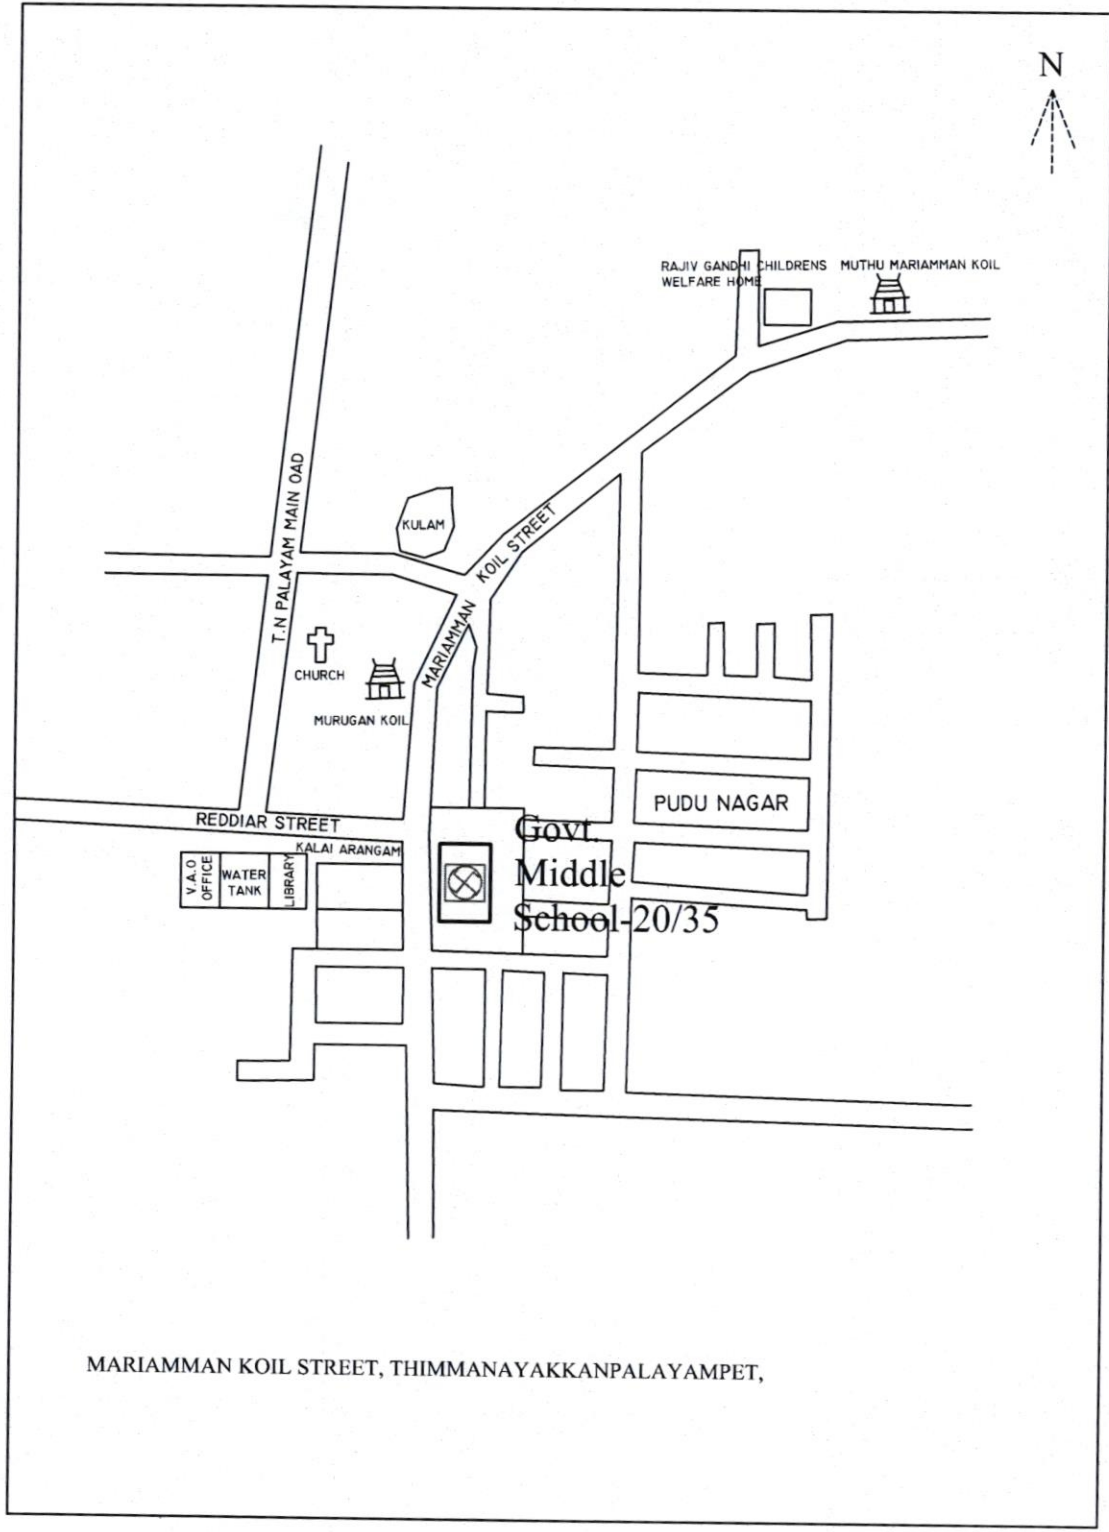 N
RAJIV GANDHI CHILDRENS
WELFARE HOME
MUTHU MARIAMMAN KOIL
T.N PALAYAM MAIN OAD
KULAM
MARIAMMAN KOIL STREET
CHURCH
MURUGAN KOIL
PUDU NAGAR
REDDIAR STREET
KALAI ARANGAM
V.A.O
OFFICE
WATER
TANK
LIBRARY
Govt.
Middle
School-20/35
MARIAMMAN KOIL STREET, THIMMANAYAKKANPALAYAMPET,